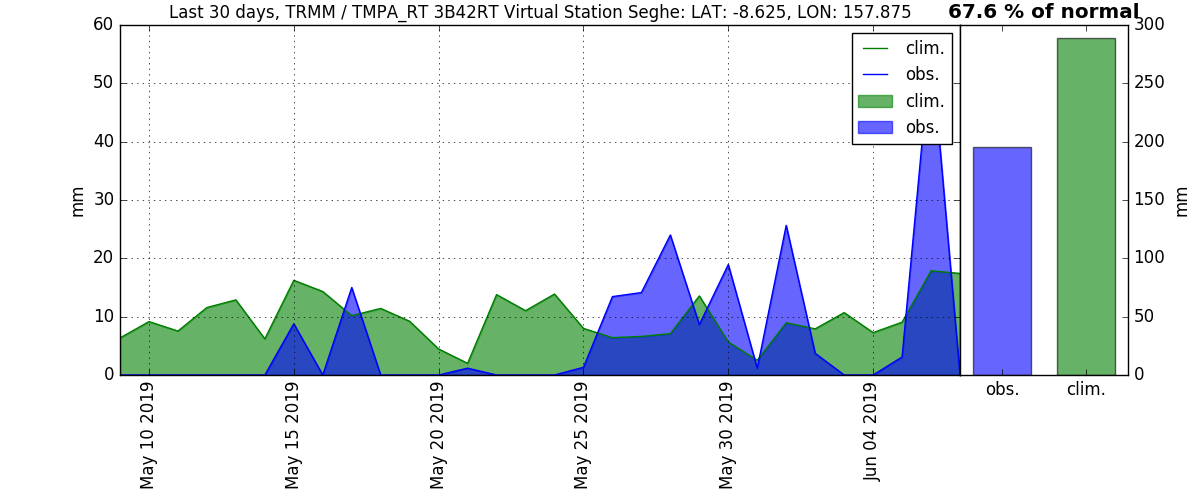 Last 30 days, TRMM / TMPA_RT 3B42RT Virtual Station Seghe: LAT: -8.625, LON: 157.875
67.6 % of normal
60
50
40
30
20
10
0
mm
clim.
obs.
clim.
obs.
300
250
200
150
100
50
0
mm
May 10 2019
May 15 2019
May 20 2019
May 25 2019
May 30 2019
Jun 04 2019
obs.
clim.